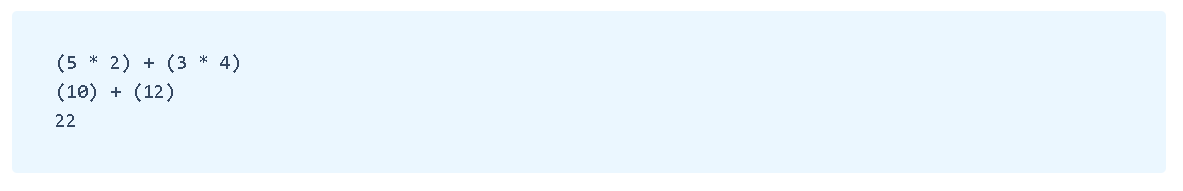 (5 * 2) + (3 * 4)
(10) + (12)
22